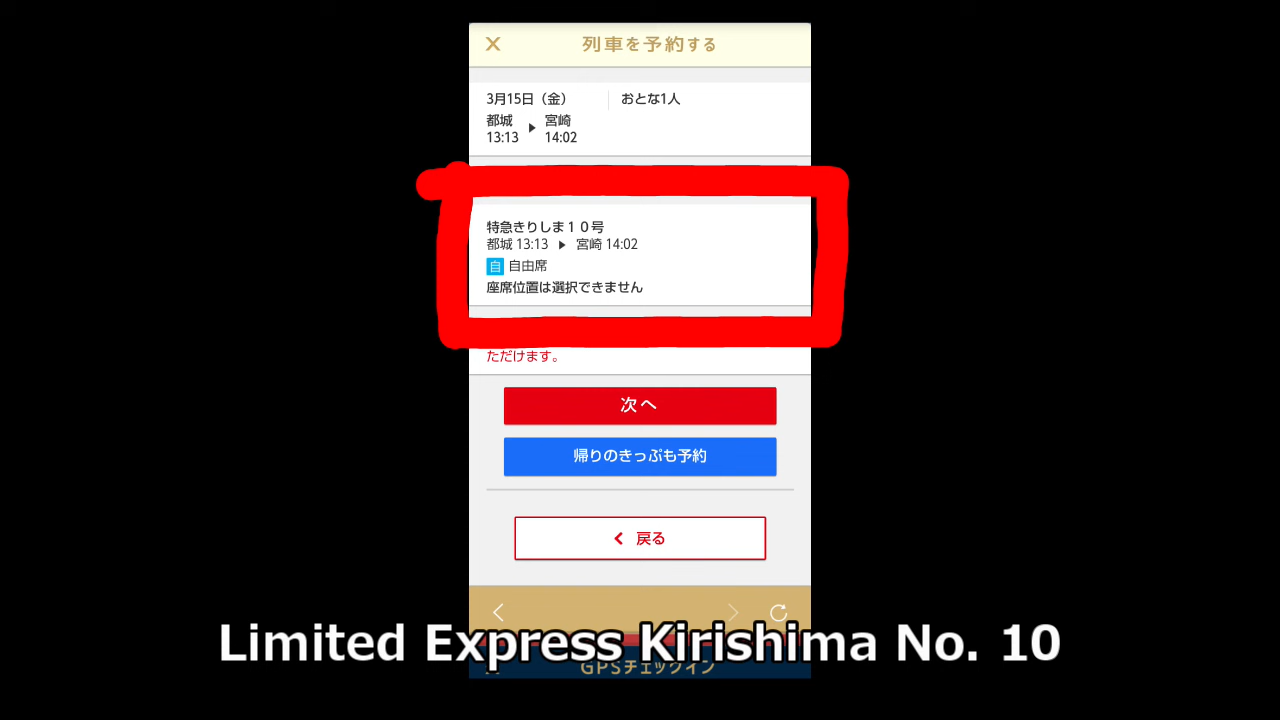 列車を予約する
3月15日（金） おとな1人
都城 ▶ 宮崎
13:13 14:02
特急きりしま１０号
都城 13:13 ▶ 宮崎 14:02
自 自由席
座席位置は選択できません
ただけます。
次へ
帰りのきっぷも予約
戻る
Limited Express Kirishima No. 10
GPSチェックイン